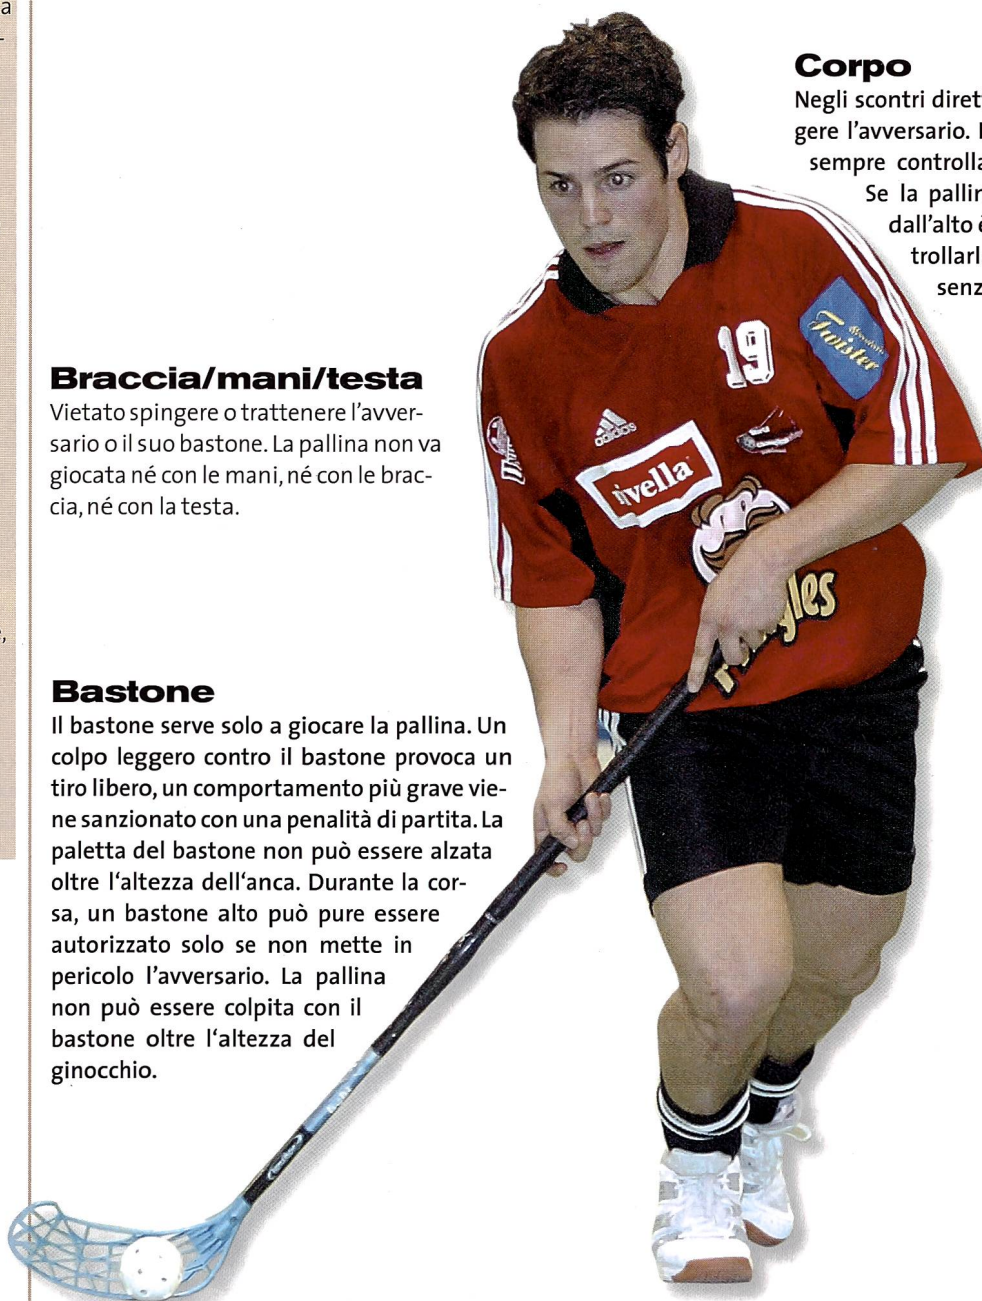 Corpo
Negli scontri
gere l'avversario.
sempre
Se la
dall'alto
Braccia/mani/testa
Vietato spingere o trattenere l'avver-
sario o il suo bastone. La pallina non va
giocata né con le mani, né con le brac-
cia, né con la testa.
Bastone
Il bastone serve solo a giocare la pallina. Un
colpo leggero contro il bastone provoca un
tiro libero, un comportamento più grave vie-
ne sanzionato con una penalità di partita. La
paletta del bastone non può essere alzata
oltre l'altezza dell'anca. Durante la cor-
sa, un bastone alto può pure essere
autorizzato solo se non mette in
pericolo l'avversario. La pallina
non può essere colpita con il
bastone oltre l'altezza del
ginocchio.
19
Twister
adidas
rivella